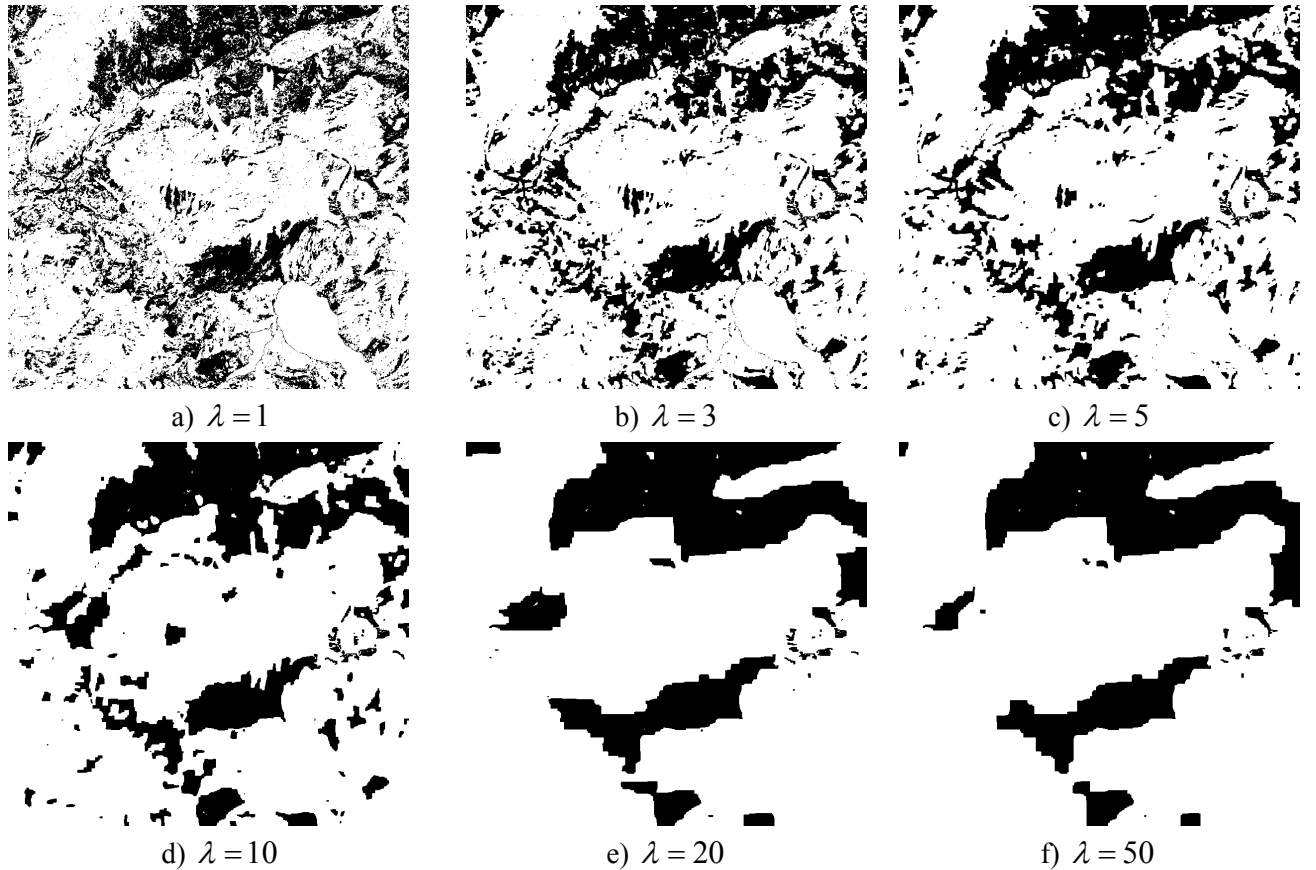 a) λ = 1
b) λ = 3
c) λ = 5
d) λ = 10
e) λ = 20
f) λ = 50